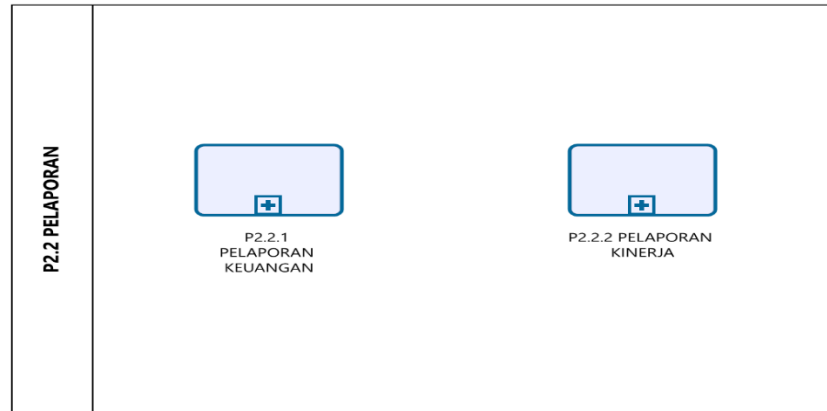 P2.2 PELAPORAN
P2.2.1
PELAPORAN
KEUANGAN
P2.2.2 PELAPORAN
KINERJA